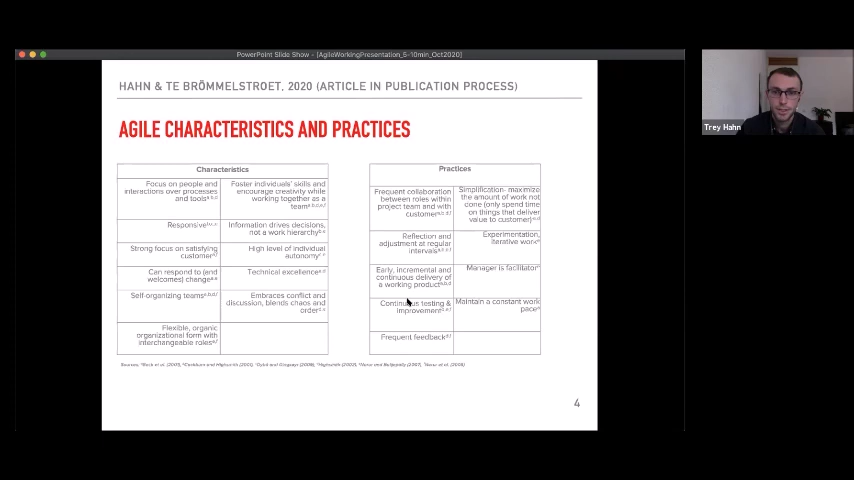 PowerPoint Slide Show - [AgileWorkingPresentation_5-10min_Oct2020]
HAHN & TE BRÖMMELSTROET, 2020 (ARTICLE IN PUBLICATION PROCESS)
AGILE CHARACTERISTICS AND PRACTICES
Characteristics
Focus on people and
interactions over processes
and tools
Foster individuals' skills and
encourage creativity while
working together as a
team
Responsive
Information drives decisions,
not a work hierarchy
Strong focus on satisfying
customer
High level of individual
autonomy
Can respond to (and
welcomes) change
Technical excellence
Self-organizing teams
Embraces conflict and
discussion, blends chaos and
order
Flexible, organic
organizational form with
interchangeable roles
Practices
Frequent collaboration
between roles within
project team and with
customer
Simplification- maximize
the amount of work not
done (only spend time
on things that deliver
value to customer)
Reflection and
adjustment at regular
intervals
Experimentation,
iterative work
Early, incremental and
continuous delivery of
a working product
Manager is facilitator
Continuous testing &
improvement
Maintain a constant work
pace
Frequent feedback
4
Trey Hahn